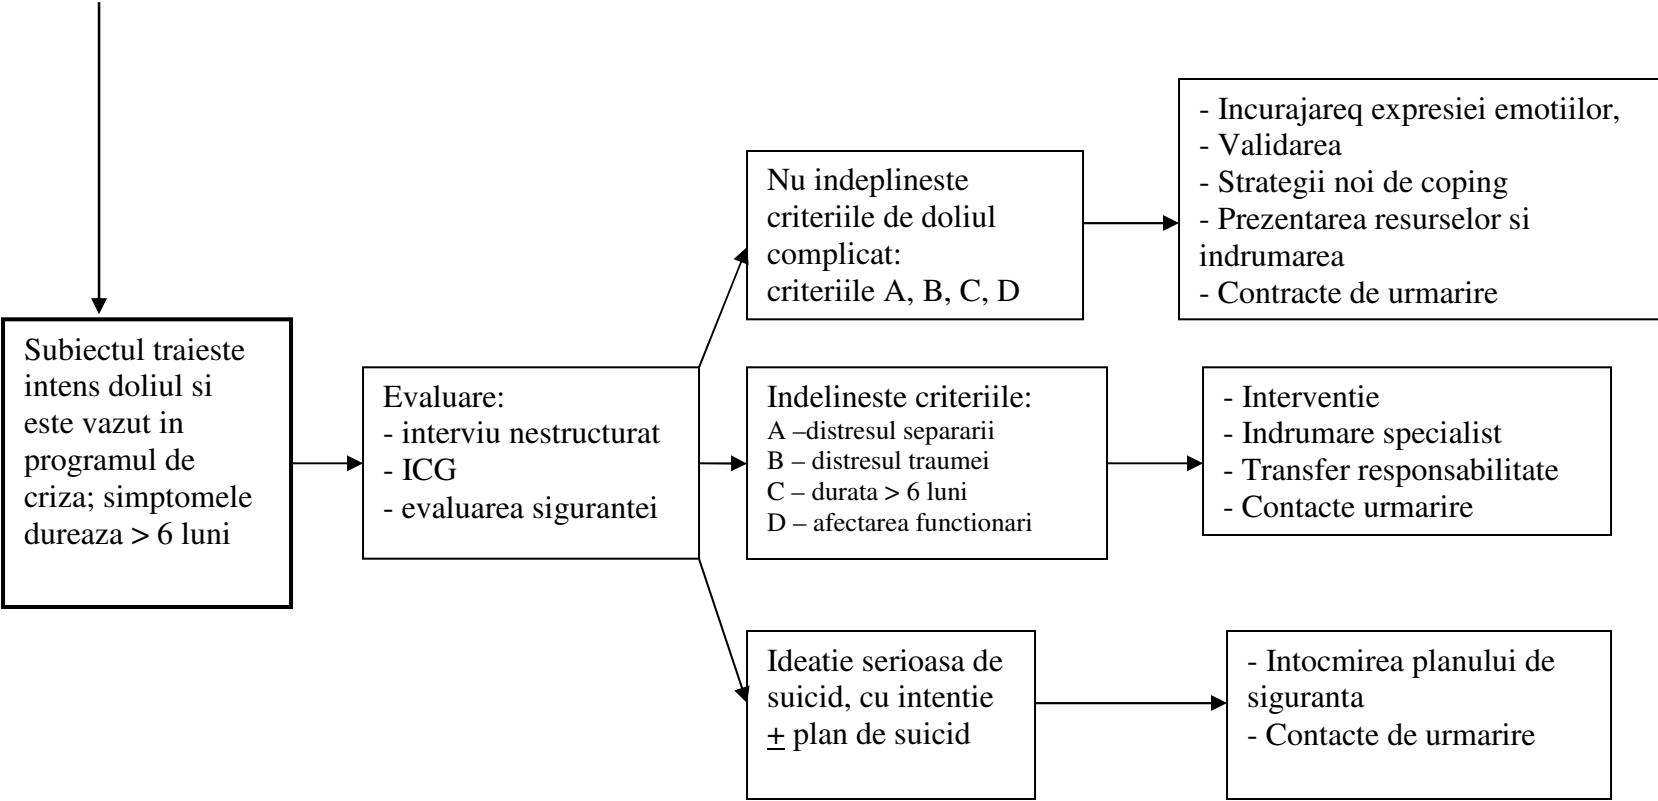 Subiectul traieste
intens doliul si
este vazut in
programul de
criza; simptomele
dureaza > 6 luni
Evaluare:
- interviu nestructurat
- ICG
- evaluarea sigurantei
Nu indeplineste
criteriile de doliul
complicat:
criteriile A, B, C, D
- Incurajareq expresiei emotiilor,
- Validarea
- Strategii noi de coping
- Prezentarea resurselor si
indrumarea
- Contracte de urmarire
Indelineste criteriile:
A –distresul separarii
B – distresul traumei
C – durata > 6 luni
D – afectarea functionari
- Interventie
- Indrumare specialist
- Transfer responsabilitate
- Contacte urmarire
Ideatie serioasa de
suicid, cu intentie
+ plan de suicid
- Intocmirea planului de
siguranta
- Contacte de urmarire